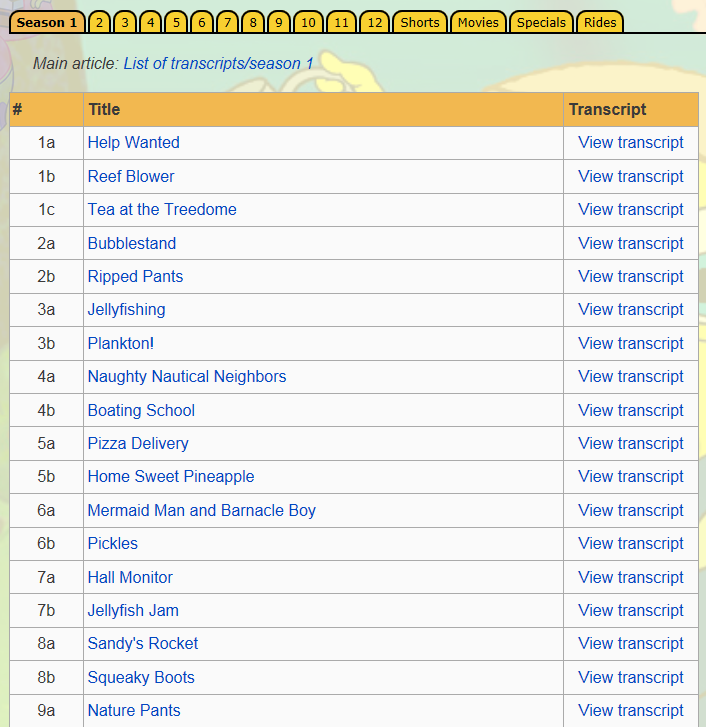 Season 1 2 3 4 5 6 7 8 9 10 11 12 Shorts Movies Specials Rides
Main article: List of transcripts/season 1
# Title Transcript
1a Help Wanted View transcript
1b Reef Blower View transcript
1c Tea at the Treedome View transcript
2a Bubblestand View transcript
2b Ripped Pants View transcript
3a Jellyfishing View transcript
3b Plankton! View transcript
4a Naughty Nautical Neighbors View transcript
4b Boating School View transcript
5a Pizza Delivery View transcript
5b Home Sweet Pineapple View transcript
6a Mermaid Man and Barnacle Boy View transcript
6b Pickles View transcript
7a Hall Monitor View transcript
7b Jellyfish Jam View transcript
8a Sandy's Rocket View transcript
8b Squeaky Boots View transcript
9a Nature Pants View transcript